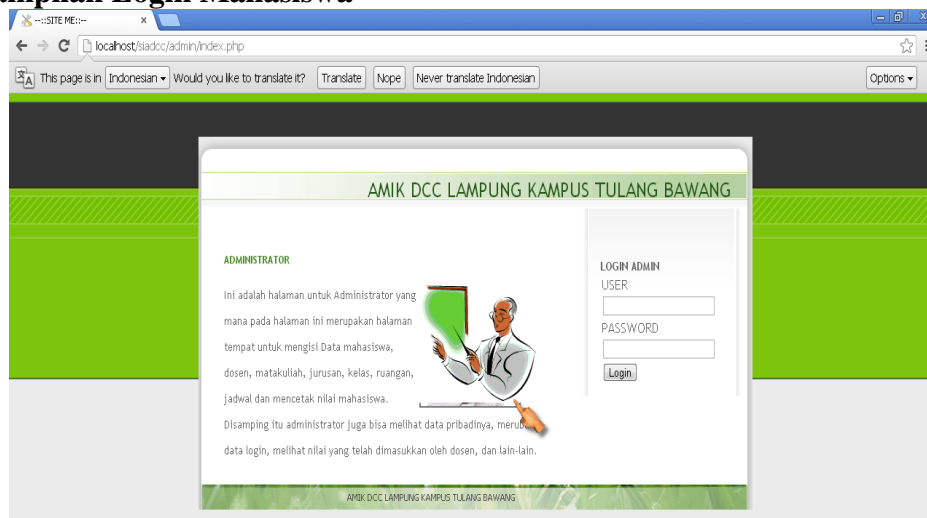 Login Mahasiswa
--::SITE ME::--
localhost/siadcc/admin/index.php
This page is in Indonesian Would you like to translate it? Translate Nope Never translate Indonesian Options
AMIK DCC LAMPUNG KAMPUS TULANG BAWANG
ADMINISTRATOR
Ini adalah halaman untuk Administrator yang
mana pada halaman ini merupakan halaman
tempat untuk mengisi Data mahasiswa,
dosen, matakuliah, jurusan, kelas, ruangan,
jadwal dan mencetak nilai mahasiswa.
Disamping itu administrator juga bisa melihat data pribadinya,
data login, melihat nilai yang telah dimasukkan oleh dosen, dan lain-lain.
LOGIN ADMIN
USER
PASSWORD
Login
AMIK DCC LAMPUNG KAMPUS TULANG BAWANG